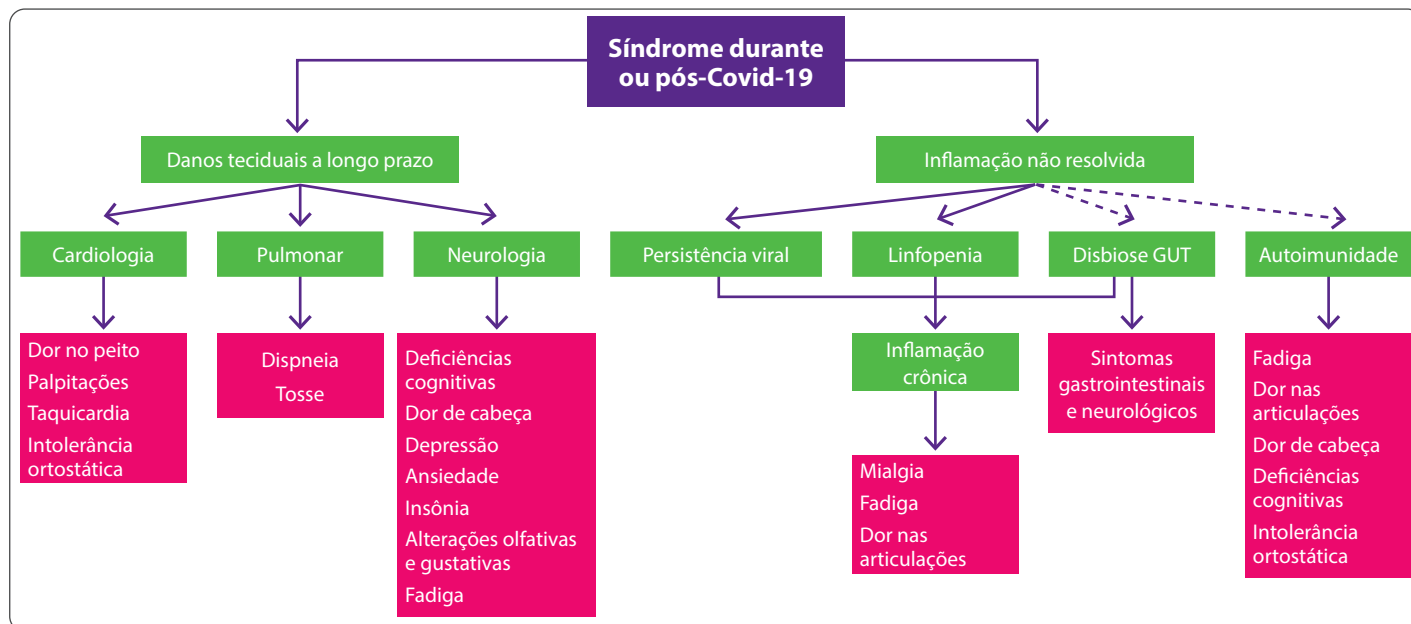 Síndrome durante
ou pós-Covid-19
Danos teciduais a longo prazo
Inflamação não resolvida
Cardiologia
Pulmonar
Neurologia
Persistência viral
Linfopenia
Disbiose GUT
Autoimunidade
Dor no peito
Palpitações
Taquicardia
Intolerância
ortostática
Dispneia
Tosse
Deficiências
cognitivas
Dor de cabeça
Depressão
Ansiedade
Insônia
Alterações olfativas
e gustativas
Fadiga
Inflamação
crônica
Mialgia
Fadiga
Dor nas
articulações
Sintomas
gastrointestinais
e neurológicos
Fadiga
Dor nas
articulações
Dor de cabeça
Deficiências
cognitivas
Intolerância
ortostática